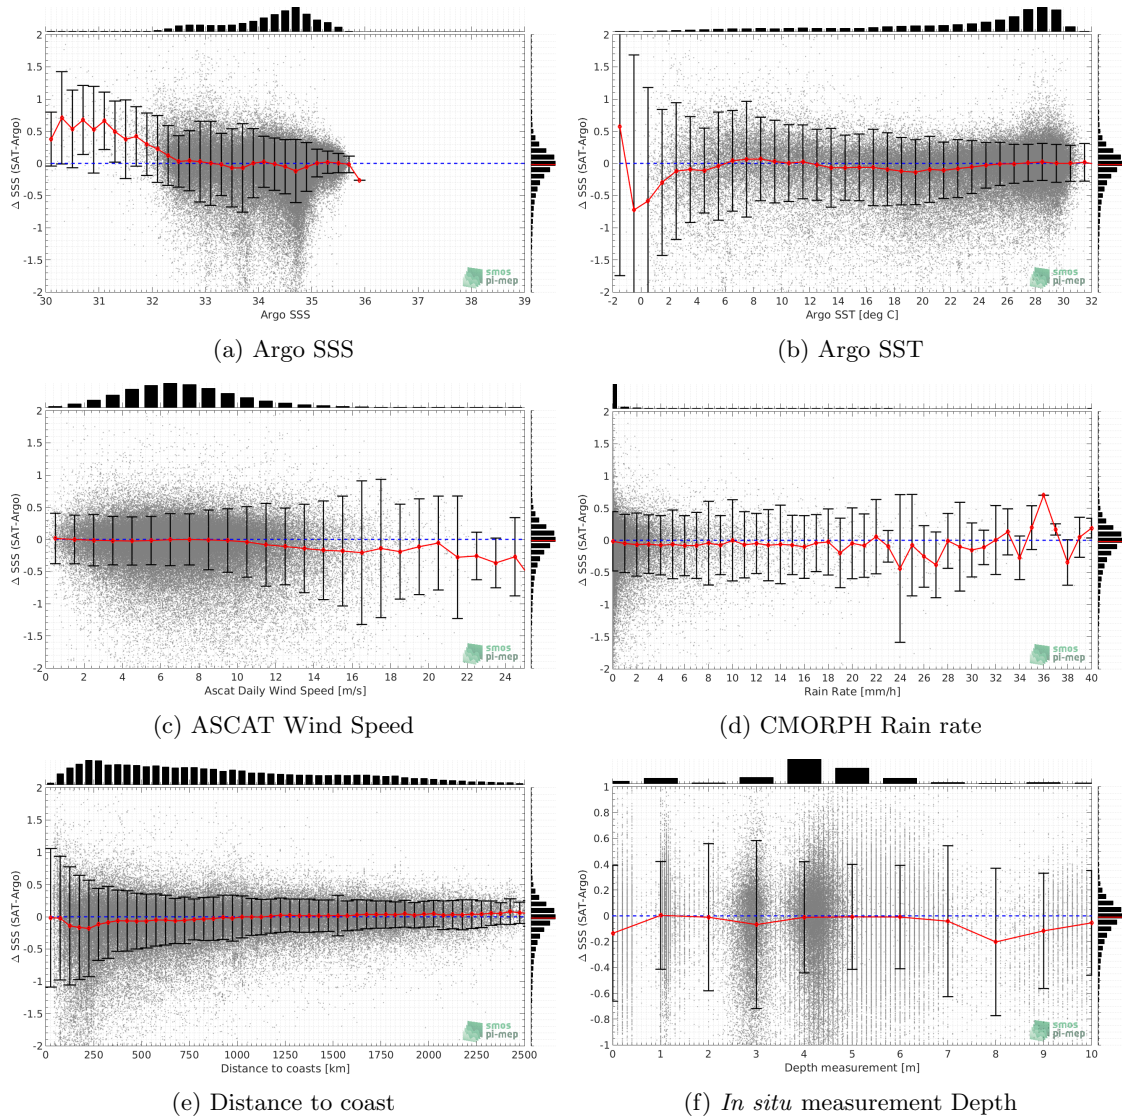 2
1.5
1
0.5
0
-0.5
-1
-1.5
-2
Δ SSS (SAT-Argo)
30 31 32 33 34 35 36 37 38 39
Argo SSS
smos
pi-mep
(a) Argo SSS
2
1.5
1
0.5
0
-0.5
-1
-1.5
-2
Δ SSS (SAT-Argo)
-2 0 2 4 6 8 10 12 14 16 18 20 22 24 26 28 30 32
Argo SST [deg C]
smos
pi-mep
(b) Argo SST
2
1.5
1
0.5
0
-0.5
-1
-1.5
-2
Δ SSS (SAT-Argo)
0 2 4 6 8 10 12 14 16 18 20 22 24
Ascat Daily Wind Speed [m/s]
smos
pi-mep
(c) ASCAT Wind Speed
2
1.5
1
0.5
0
-0.5
-1
-1.5
-2
Δ SSS (SAT-Argo)
0 2 4 6 8 10 12 14 16 18 20 22 24 26 28 30 32 34 36 38 40
Rain Rate [mm/h]
smos
pi-mep
(d) CMORPH Rain rate
2
1.5
1
0.5
0
-0.5
-1
-1.5
-2
Δ SSS (SAT-Argo)
0 250 500 750 1000 1250 1500 1750 2000 2250 2500
Distance to coasts [km]
smos
pi-mep
(e) Distance to coast
1
0.8
0.6
0.4
0.2
0
-0.2
-0.4
-0.6
-0.8
-1
Δ SSS (SAT-Argo)
0 1 2 3 4 5 6 7 8 9 10
Depth measurement [m]
smos
pi-mep
(f) In situ measurement Depth